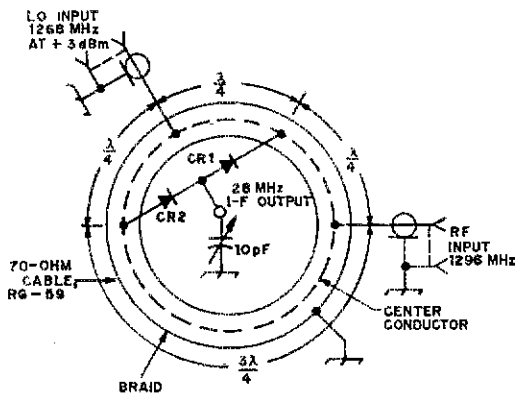 LO INPUT
1268 MHz
AT + 3 dBm
λ/4
λ/4
λ/4
CR1
CR2
28 MHz
I-F OUTPUT
10pF
RF
INPUT
1296 MHz
70-OHM
CABLE,
RG-59
CENTER
CONDUCTOR
3λ/4
BRAID